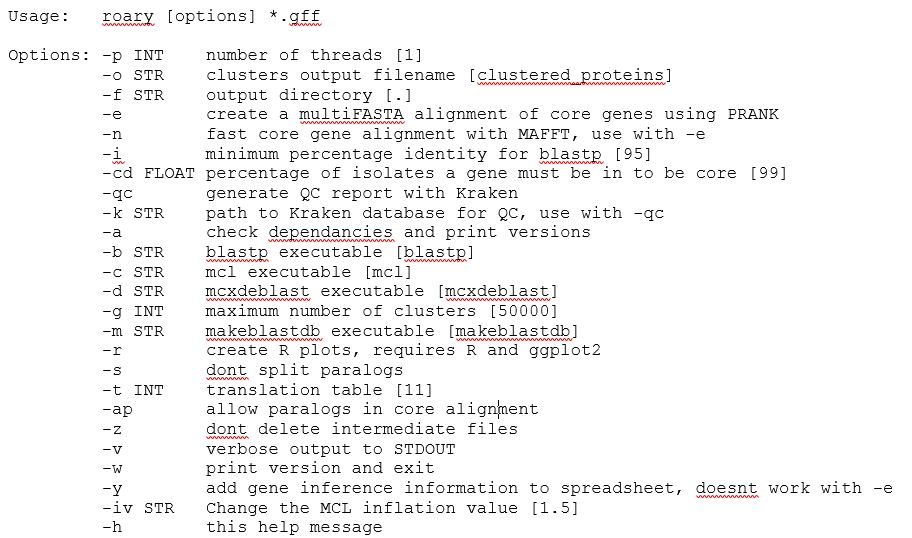 Usage:   roary [options] *.gff

Options: -p INT    number of threads [1]
         -o STR    clusters output filename [clustered_proteins]
         -f STR    output directory [.]
         -e        create a multiFASTA alignment of core genes using PRANK
         -n        fast core gene alignment with MAFFT, use with -e
         -i        minimum percentage identity for blastp [95]
         -cd FLOAT percentage of isolates a gene must be in to be core [99]
         -qc       generate QC report with Kraken
         -k STR    path to Kraken database for QC, use with -qc
         -a        check dependancies and print versions
         -b STR    blastp executable [blastp]
         -c STR    mcl executable [mcl]
         -d STR    mcxdeblast executable [mcxdeblast]
         -g INT    maximum number of clusters [50000]
         -m STR    makeblastdb executable [makeblastdb]
         -r        create R plots, requires R and ggplot2
         -s        dont split paralogs
         -t INT    translation table [11]
         -ap       allow paralogs in core alignment
         -z        dont delete intermediate files
         -v        verbose output to STDOUT
         -w        print version and exit
         -y        add gene inference information to spreadsheet, doesnt work with -e
         -iv STR   Change the MCL inflation value [1.5]
         -h        this help message